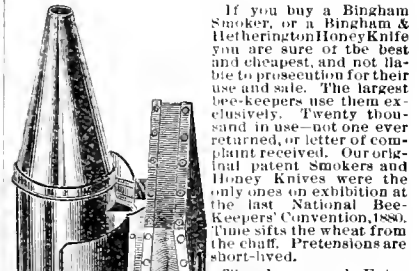 If you buy a Bingham
Smoker, or a Bingham &
Hetherington Honey Knife
you are sure of the best
and cheapest, and not lia-
ble to prosecution for their
use and sale. The largest
bee-keepers use them ex-
clusively. Twenty thou-
sand in use—not one ever
returned, or letter of com-
plaint received. Our orig-
inal patent Smokers and
Honey Knives were the
only ones on exhibition at
the last National Bee-
Keepers' Convention, 1880.
Time sifts the wheat from
the chaff. Pretensions are
short-lived.